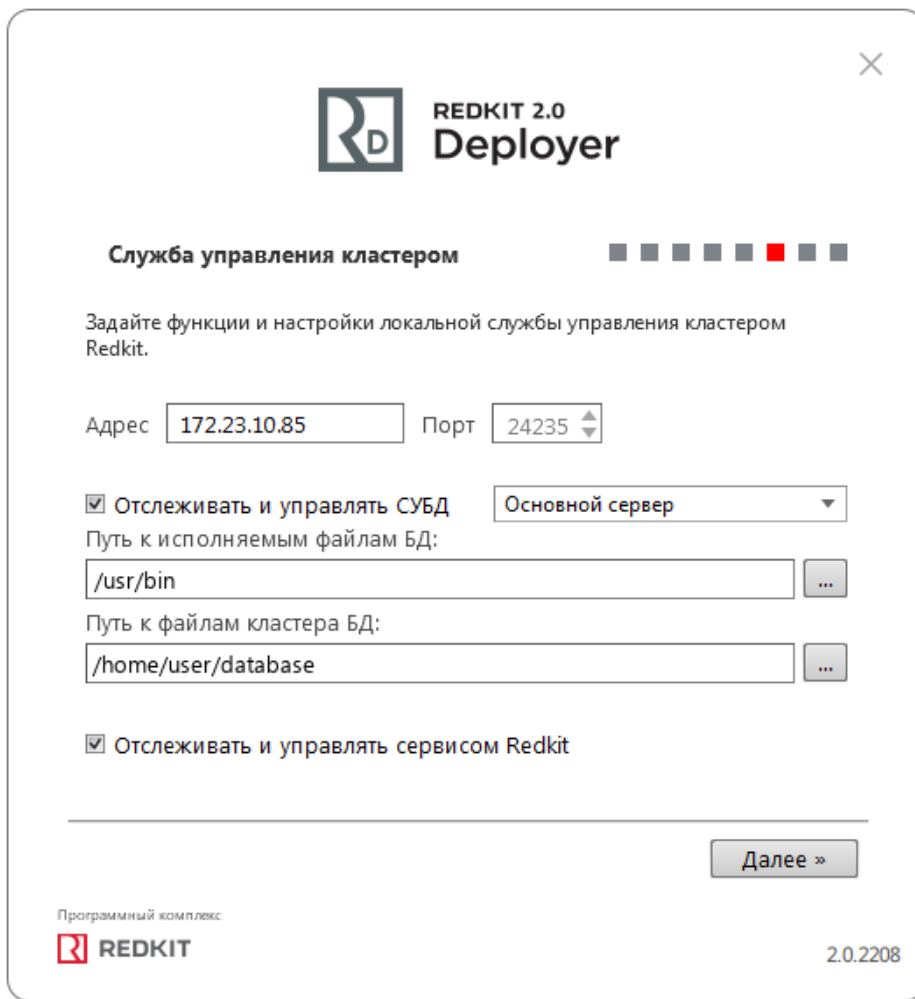 REDKIT 2.0
Deployer
Служба управления кластером
Задайте функции и настройки локальной службы управления кластером
Redkit.
Адрес 172.23.10.85 Порт 24235
Отслеживать и управлять СУБД Основной сервер
Путь к исполняемым файлам БД:
/usr/bin ...
Путь к файлам кластера БД:
/home/user/database ...
Отслеживать и управлять сервисом Redkit
Далее »
Программный комплекс
REDKIT
2.0.2208